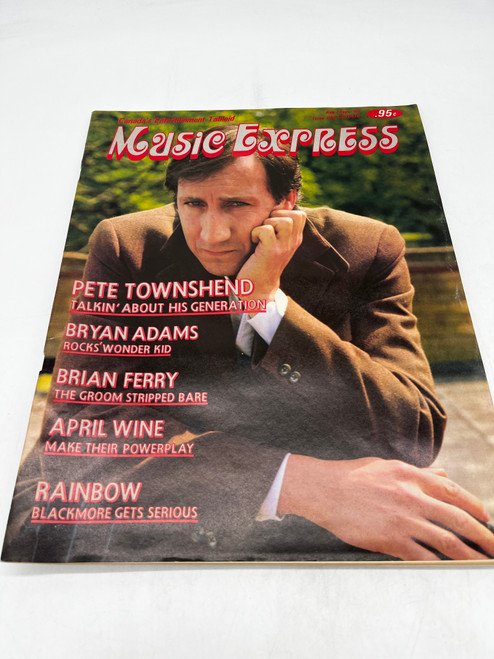 Canada's Entertainment Tabloid
.95¢
Music Express
PETE TOWNSHEND
TALKIN' ABOUT HIS GENERATION
BRYAN ADAMS
ROCKS' WONDER KID
BRIAN FERRY
THE GROOM STRIPPED BARE
APRIL WINE
MAKE THEIR POWERPLAY
RAINBOW
BLACKMORE GETS SERIOUS